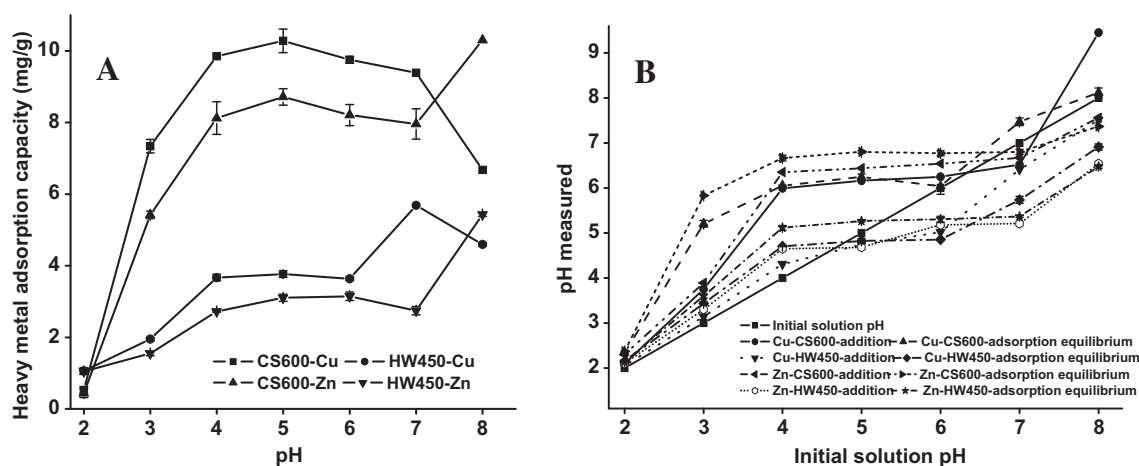 A
Heavy metal adsorption capacity (mg/g)
10
8
6
4
2
0
CS600-Cu HW450-Cu
CS600-Zn HW450-Zn
2 3 4 5 6 7 8
pH
B
pH measured
9
8
7
6
5
4
3
2
Initial solution pH
Cu-CS600-addition Cu-CS600-adsorption equilibrium
Cu-HW450-addition Cu-HW450-adsorption equilibrium
Zn-CS600-addition Zn-CS600-adsorption equilibrium
Zn-HW450-addition Zn-HW450-adsorption equilibrium
2 3 4 5 6 7 8
Initial solution pH